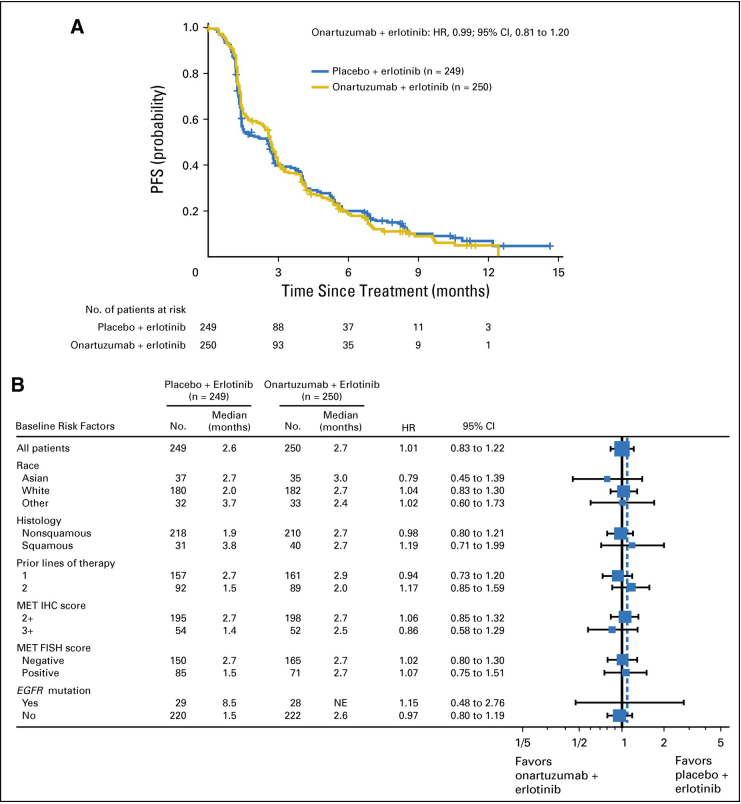 A
Onartuzumab + erlotinib: HR, 0.99; 95% CI, 0.81 to 1.20
Placebo + erlotinib (n = 249)
Onartuzumab + erlotinib (n = 250)
PFS (probability)
1.0
0.8
0.6
0.4
0.2
0 3 6 9 12 15
Time Since Treatment (months)
No. of patients at risk
Placebo + erlotinib 249 88 37 11 3
Onartuzumab + erlotinib 250 93 35 9 1
B
Placebo + Erlotinib Onartuzumab + Erlotinib
(n = 249) (n = 250)
Median Median
Baseline Risk Factors No. (months) No. (months) HR 95% CI
All patients 249 2.6 250 2.7 1.01 0.83 to 1.22
Race
Asian 37 2.7 35 3.0 0.79 0.45 to 1.39
White 180 2.0 182 2.7 1.04 0.83 to 1.30
Other 32 3.7 33 2.4 1.02 0.60 to 1.73
Histology
Nonsquamous 218 1.9 210 2.7 0.98 0.80 to 1.21
Squamous 31 3.8 40 2.7 1.19 0.71 to 1.99
Prior lines of therapy
1 157 2.7 161 2.9 0.94 0.73 to 1.20
2 92 1.5 89 2.0 1.17 0.85 to 1.59
MET IHC score
2+ 195 2.7 198 2.7 1.06 0.85 to 1.32
3+ 54 1.4 52 2.5 0.86 0.58 to 1.29
MET FISH score
Negative 150 2.7 165 2.7 1.02 0.80 to 1.30
Positive 85 1.5 71 2.7 1.07 0.75 to 1.51
EGFR mutation
Yes 29 8.5 28 NE 1.15 0.48 to 2.76
No 220 1.5 222 2.6 0.97 0.80 to 1.19
1/5 1/2 1 2 5
Favors Favors
onartuzumab + placebo +
erlotinib erlotinib